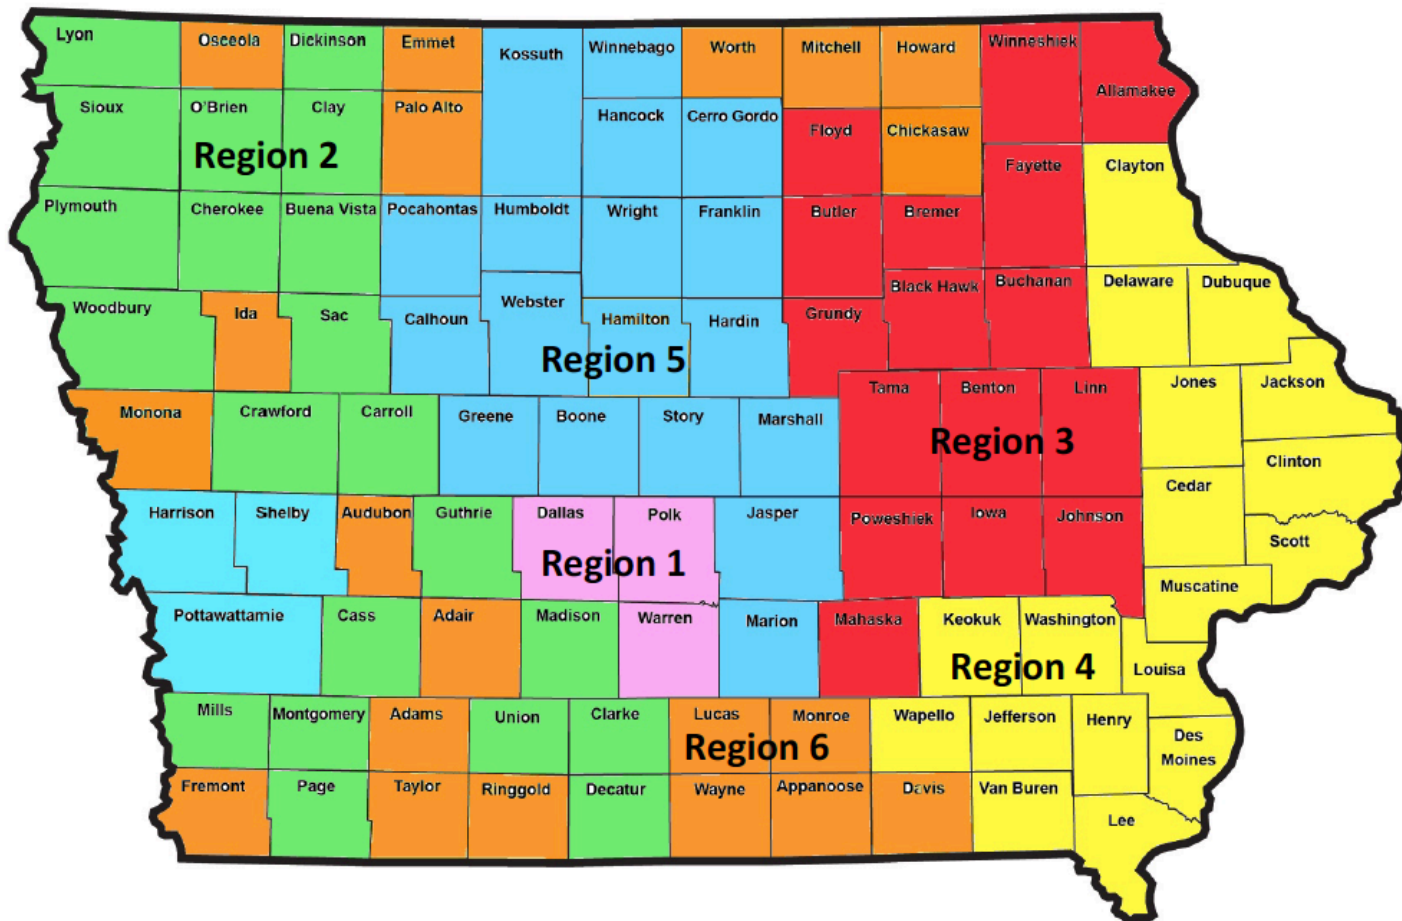 Lyon
Osceola
Dickinson
Emmet
Kossuth
Winnebago
Worth
Mitchell
Howard
Winneshiek
Allamakee
Sioux
O'Brien
Clay
Palo Alto
Hancock
Cerro Gordo
Floyd
Chickasaw
Fayette
Clayton
Region 2
Plymouth
Cherokee
Buena Vista
Pocahontas
Humboldt
Wright
Franklin
Butler
Bremer
Woodbury
Ida
Sac
Calhoun
Webster
Hamilton
Hardin
Grundy
Black Hawk
Buchanan
Delaware
Dubuque
Region 5
Monona
Crawford
Carroll
Greene
Boone
Story
Marshall
Tama
Benton
Linn
Jones
Jackson
Region 3
Clinton
Cedar
Harrison
Shelby
Audubon
Guthrie
Dallas
Polk
Jasper
Poweshiek
Iowa
Johnson
Scott
Region 1
Muscatine
Pottawattamie
Cass
Adair
Madison
Warren
Marion
Mahaska
Keokuk
Washington
Region 4
Louisa
Mills
Montgomery
Adams
Union
Clarke
Lucas
Monroe
Wapello
Jefferson
Henry
Des
Moines
Region 6
Fremont
Page
Taylor
Ringgold
Decatur
Wayne
Appanoose
Davis
Van Buren
Lee